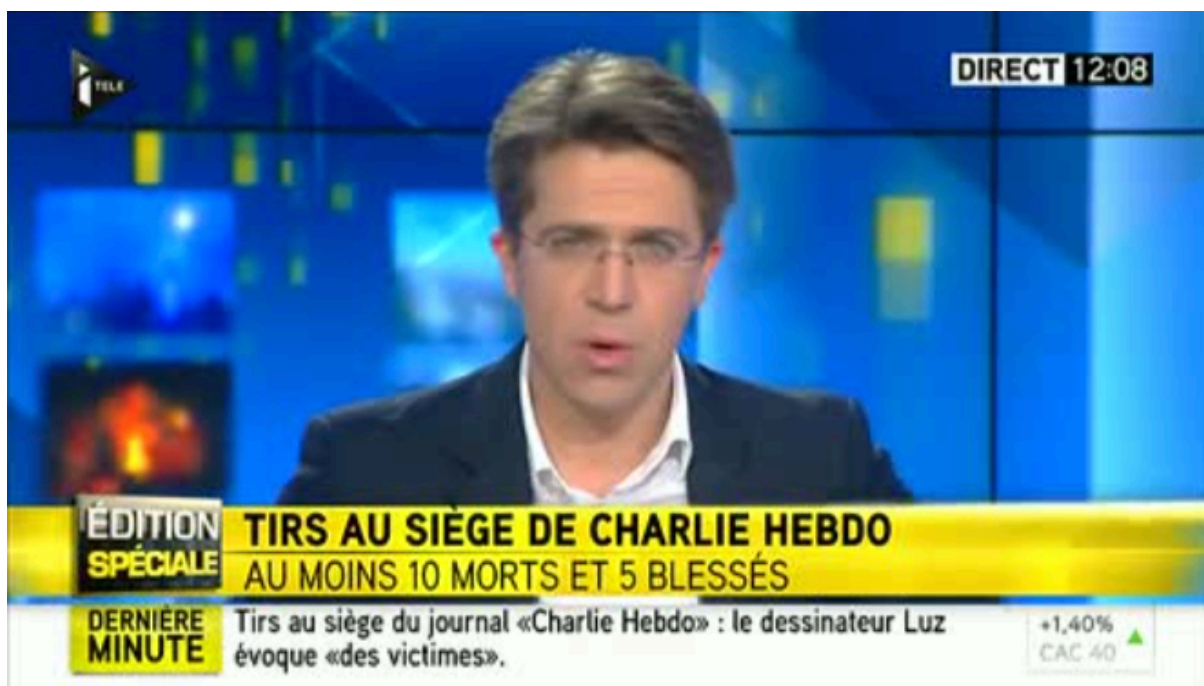 iTELE
DIRECT 12:08
ÉDITION
SPÉCIALE
TIRS AU SIÈGE DE CHARLIE HEBDO
AU MOINS 10 MORTS ET 5 BLESSÉS
DERNIÈRE
MINUTE
Tirs au siège du journal «Charlie Hebdo» : le dessinateur Luz
évoque «des victimes».
+1,40%
CAC 40